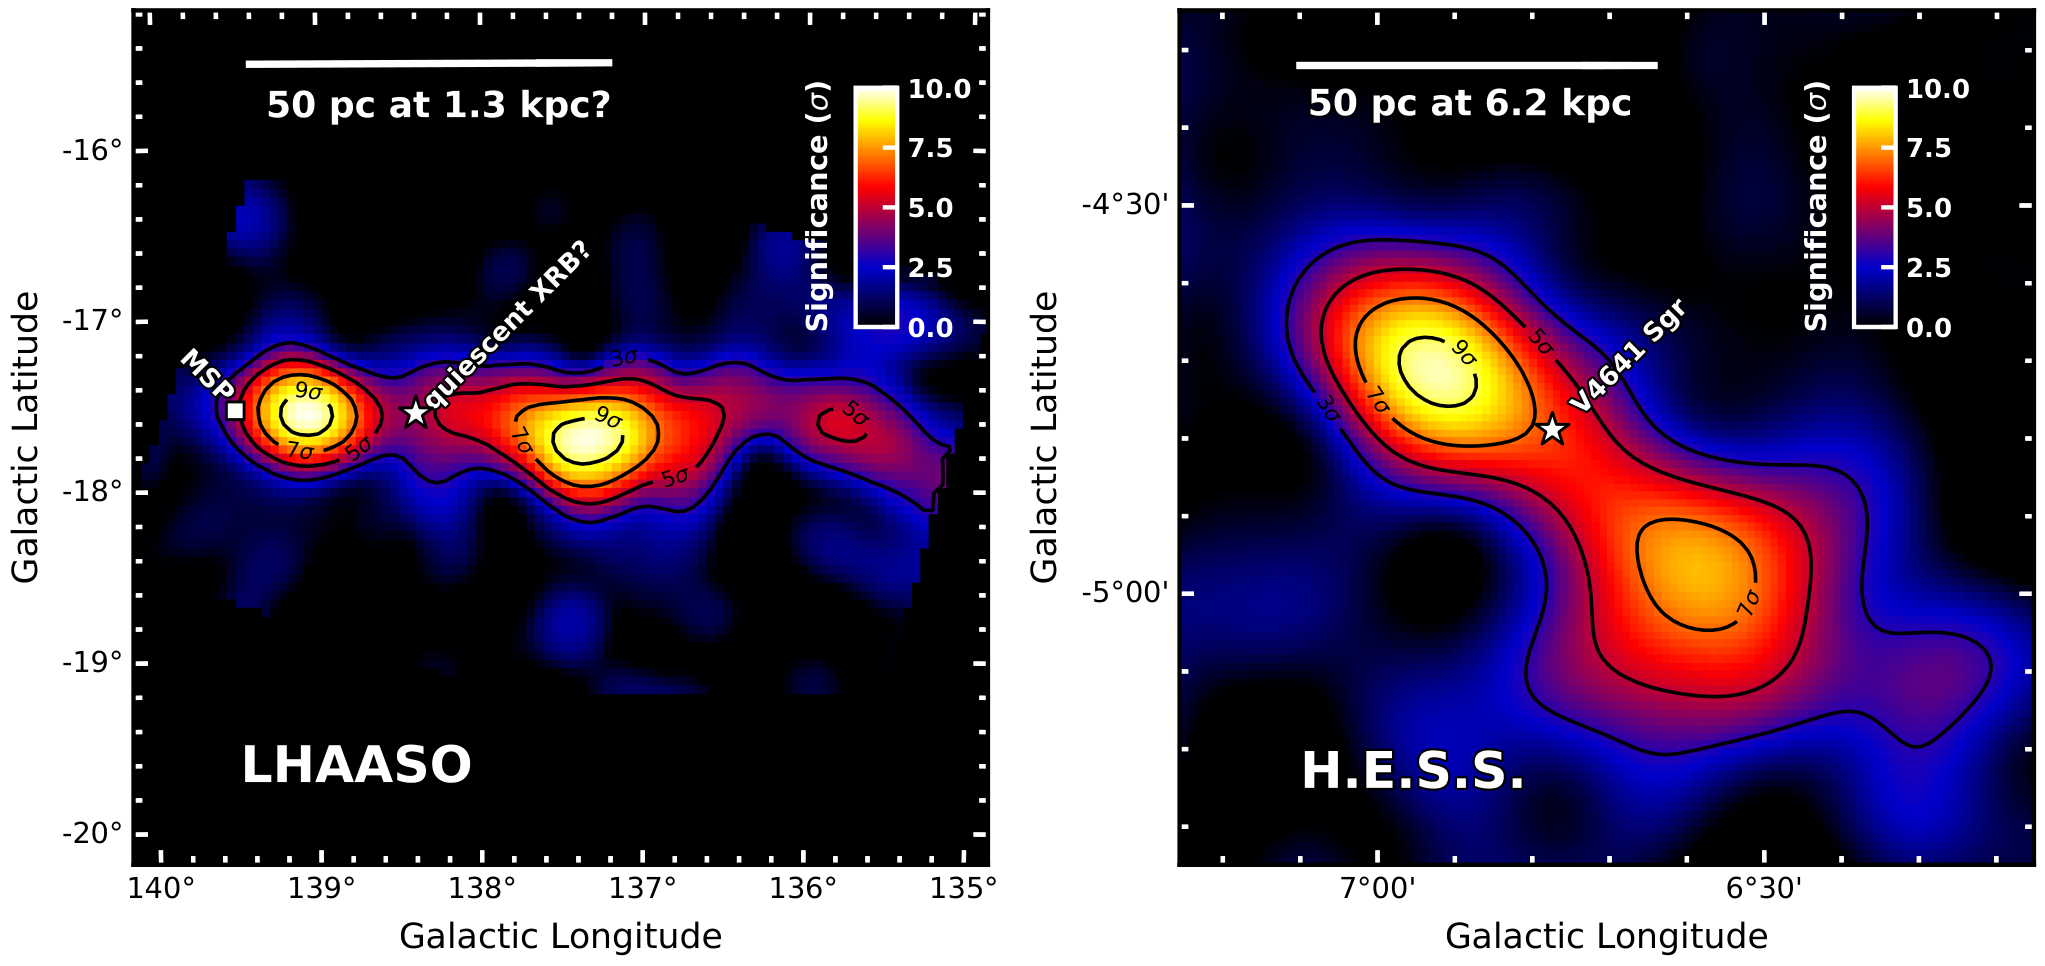 50 pc at 1.3 kpc?
Significance (σ)
10.0
7.5
5.0
2.5
0.0
MSP
quiescent XRB?
3σ
9σ
7σ
5σ
9σ
7σ
5σ
5σ
LHAASO
-16°
-17°
-18°
-19°
-20°
Galactic Latitude
140°
139°
138°
137°
136°
135°
Galactic Longitude
50 pc at 6.2 kpc
Significance (σ)
10.0
7.5
5.0
2.5
0.0
V4641 Sgr
9σ
5σ
7σ
3σ
7σ
H.E.S.S.
-4°30'
-5°00'
Galactic Latitude
7°00'
6°30'
Galactic Longitude